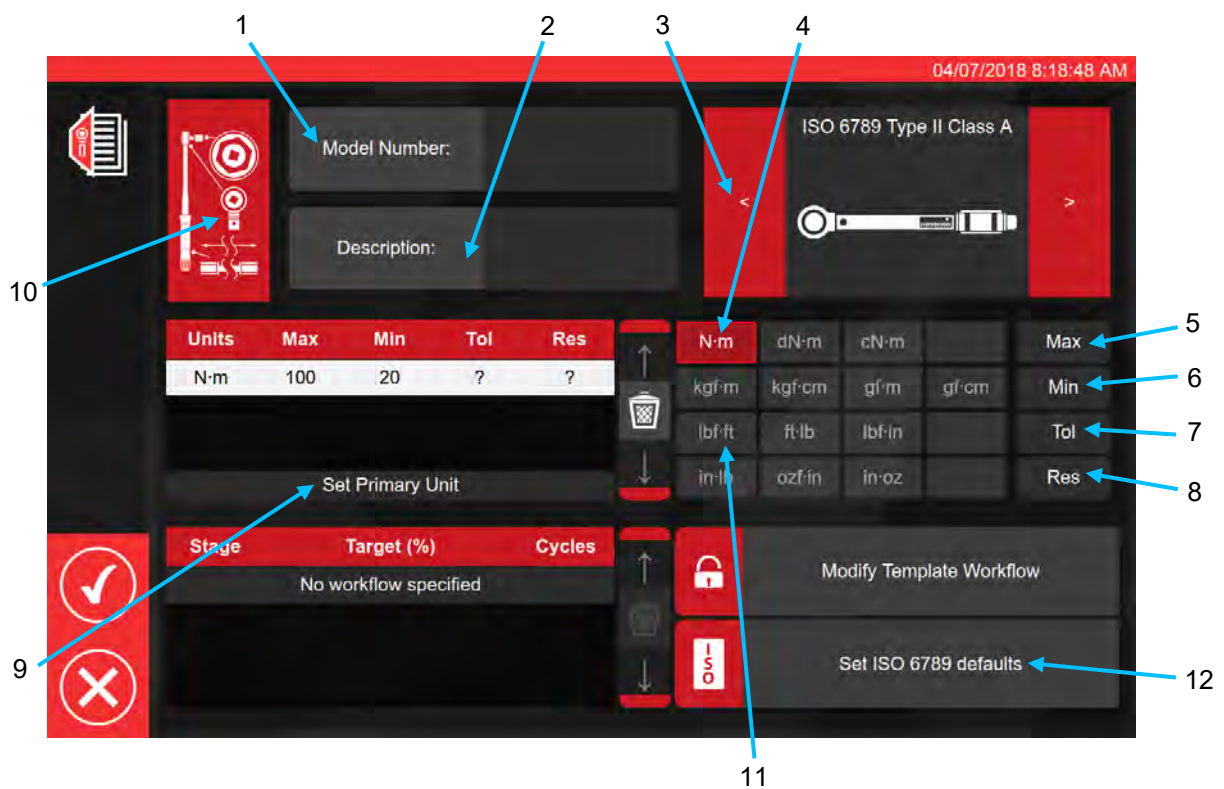 1 2 3 4
04/07/2018 8:18:48 AM
Model Number:
ISO 6789 Type II Class A
< >
Description:
10
Units Max Min Tol Res
N·m 100 20 ? ?
Set Primary Unit
N·m dN·m cN·m Max
kgf·m kgf·cm gf·m gf·cm Min
lbf·ft ft·lb lbf·in Tol
in·lb ozf·in in·oz Res
5
6
7
8
Stage Target (%) Cycles
No workflow specified
Modify Template Workflow
ISO
Set ISO 6789 defaults
9
12
11